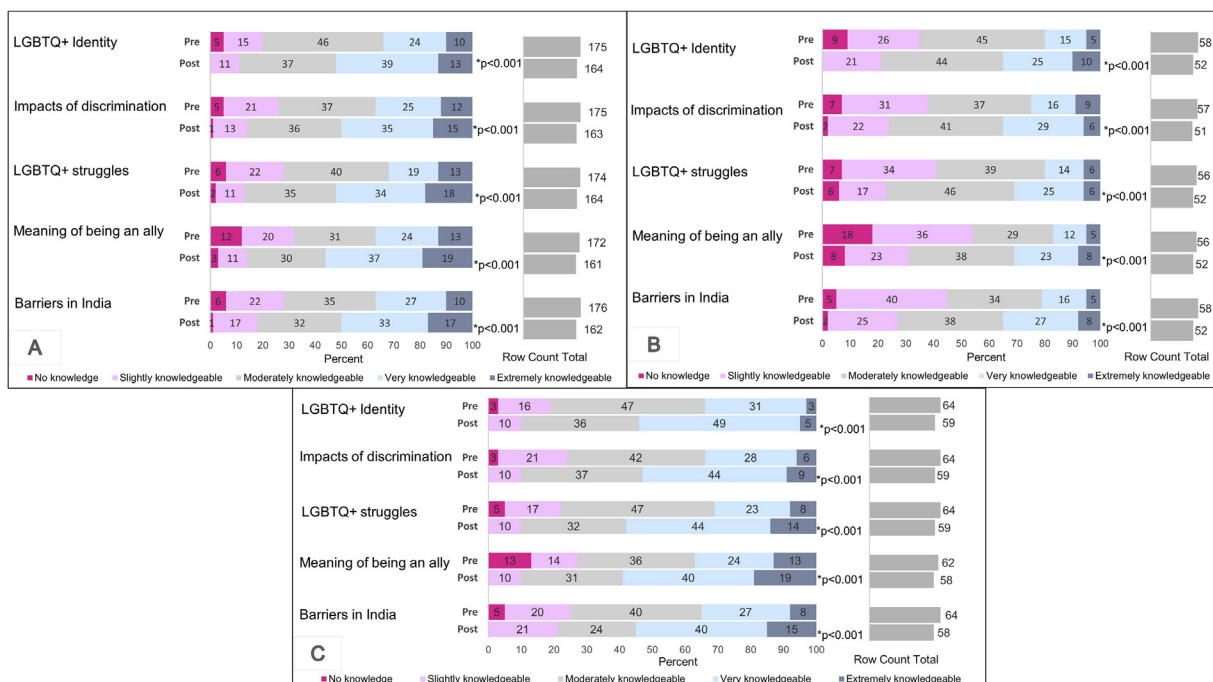 LGBTQ+ Identity Pre 5 15 46 24 10 175
Post 11 37 39 13 *p<0.001 164
Impacts of discrimination Pre 5 21 37 25 12 175
Post 1 13 36 35 15 *p<0.001 163
LGBTQ+ struggles Pre 6 22 40 19 13 174
Post 2 11 35 34 18 *p<0.001 164
Meaning of being an ally Pre 12 20 31 24 13 172
Post 3 11 30 37 19 *p<0.001 161
Barriers in India Pre 6 22 35 27 10 176
Post 1 17 32 33 17 *p<0.001 162
A
0 10 20 30 40 50 60 70 80 90 100
Percent Row Count Total
No knowledge Slightly knowledgeable Moderately knowledgeable Very knowledgeable Extremely knowledgeable
LGBTQ+ Identity Pre 9 26 45 15 5 58
Post 21 44 25 10 *p<0.001 52
Impacts of discrimination Pre 7 31 37 16 9 57
Post 2 22 41 29 6 *p<0.001 51
LGBTQ+ struggles Pre 7 34 39 14 6 56
Post 6 17 46 25 6 *p<0.001 52
Meaning of being an ally Pre 18 36 29 12 5 56
Post 8 23 38 23 8 *p<0.001 52
Barriers in India Pre 5 40 34 16 5 58
Post 2 25 38 27 8 *p<0.001 52
B
0 10 20 30 40 50 60 70 80 90 100
Percent Row Count Total
No knowledge Slightly knowledgeable Moderately knowledgeable Very knowledgeable Extremely knowledgeable
LGBTQ+ Identity Pre 3 16 47 31 3 64
Post 10 36 49 5 *p<0.001 59
Impacts of discrimination Pre 3 21 42 28 6 64
Post 10 37 44 9 *p<0.001 59
LGBTQ+ struggles Pre 5 17 47 23 8 64
Post 10 32 44 14 *p<0.001 59
Meaning of being an ally Pre 13 14 36 24 13 62
Post 10 31 40 19 *p<0.001 58
Barriers in India Pre 5 20 40 27 8 64
Post 21 24 40 15 *p<0.001 58
C
0 10 20 30 40 50 60 70 80 90 100
Percent Row Count Total
No knowledge Slightly knowledgeable Moderately knowledgeable Very knowledgeable Extremely knowledgeable